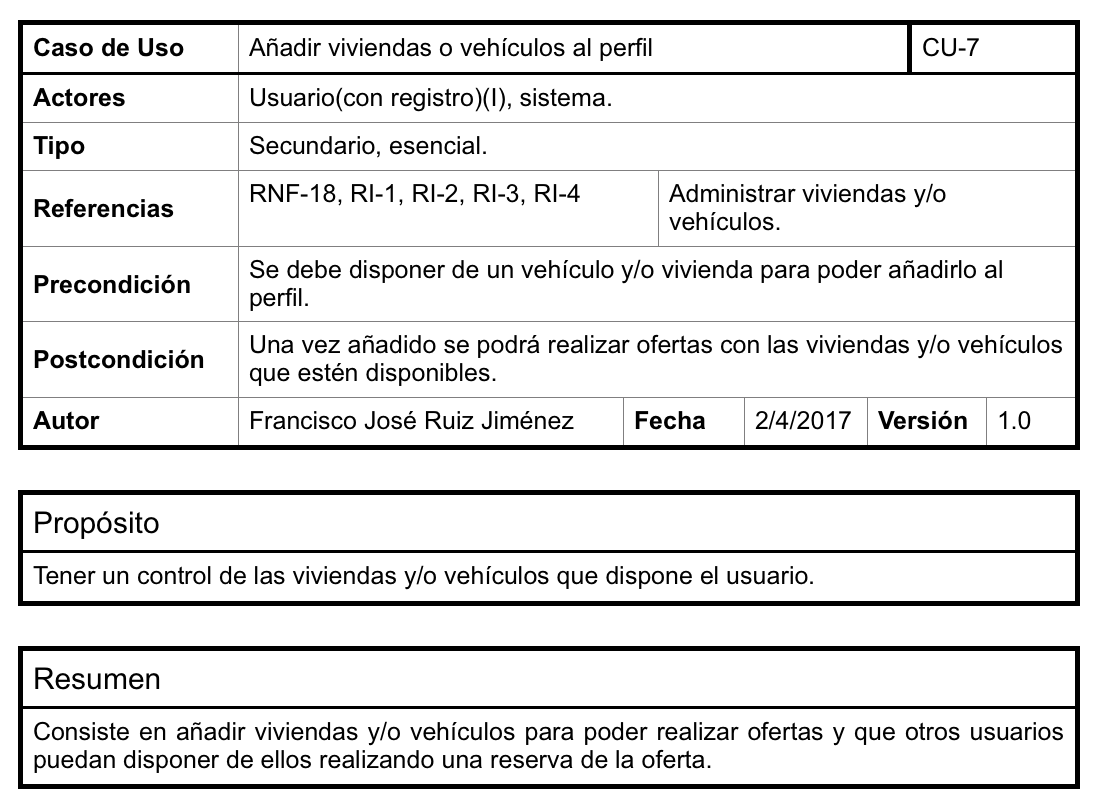 Caso de Uso Añadir viviendas o vehículos al perfil CU-7
Actores Usuario(con registro)(I), sistema.
Tipo Secundario, esencial.
Referencias RNF-18, RI-1, RI-2, RI-3, RI-4 Administrar viviendas y/o
vehículos.
Precondición Se debe disponer de un vehículo y/o vivienda para poder añadirlo al
perfil.
Postcondición Una vez añadido se podrá realizar ofertas con las viviendas y/o vehículos
que estén disponibles.
Autor Francisco José Ruiz Jiménez Fecha 2/4/2017 Versión 1.0
Propósito
Tener un control de las viviendas y/o vehículos que dispone el usuario.
Resumen
Consiste en añadir viviendas y/o vehículos para poder realizar ofertas y que otros usuarios
puedan disponer de ellos realizando una reserva de la oferta.